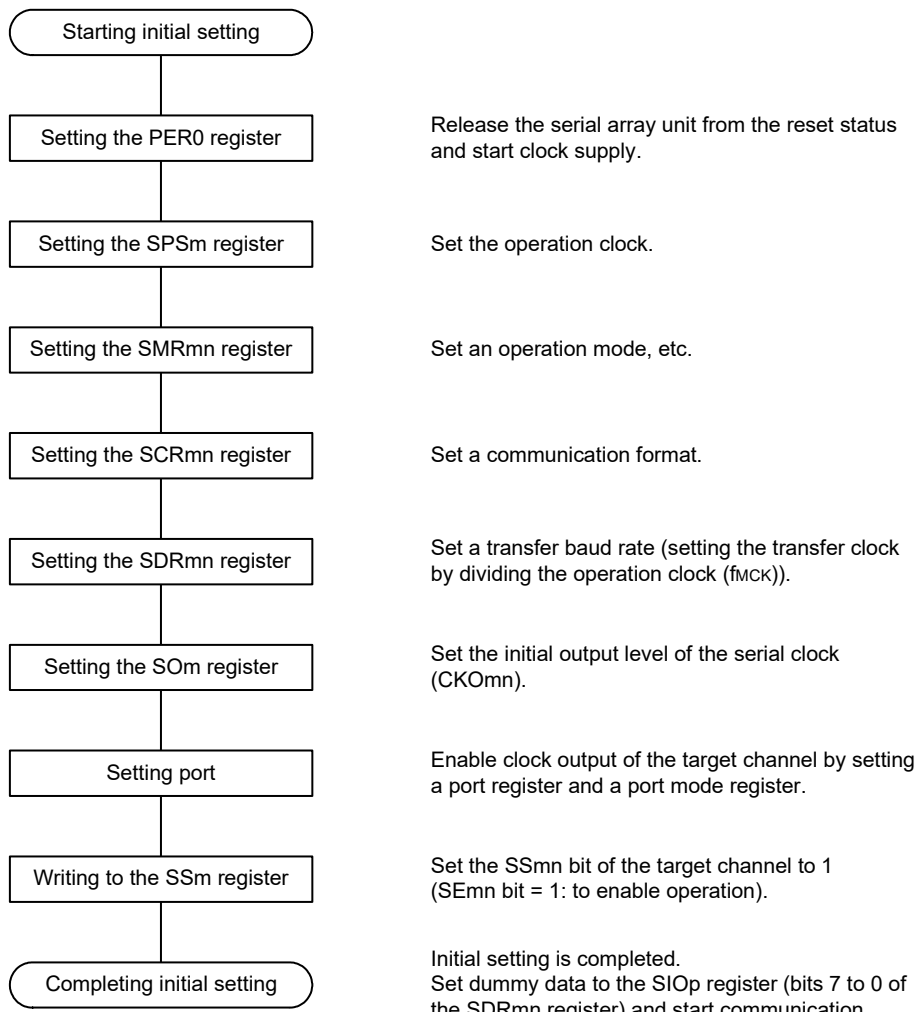 Starting initial setting
Setting the PER0 register
Release the serial array unit from the reset status
and start clock supply.
Setting the SPSm register
Set the operation clock.
Setting the SMRmn register
Set an operation mode, etc.
Setting the SCRmn register
Set a communication format.
Setting the SDRmn register
Set a transfer baud rate (setting the transfer clock
by dividing the operation clock (fMCK)).
Setting the SOm register
Set the initial output level of the serial clock
(CKOmn).
Setting port
Enable clock output of the target channel by setting
a port register and a port mode register.
Writing to the SSm register
Set the SSmn bit of the target channel to 1
(SEmn bit = 1: to enable operation).
Completing initial setting
Initial setting is completed.
Set dummy data to the SIOp register (bits 7 to 0 of
the SDRmn register) and start communication